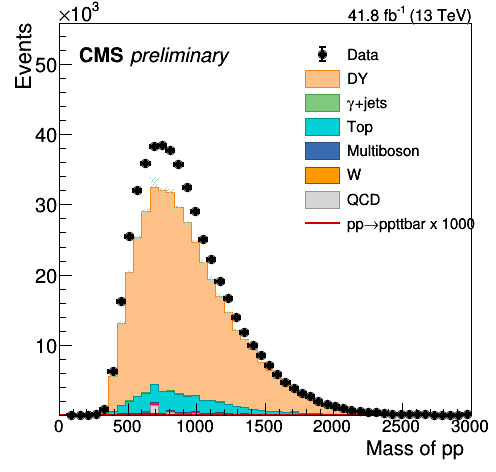 ×10³
41.8 fb⁻¹ (13 TeV)
Events
CMS preliminary
50
40
30
20
10
Data
DY
γ+jets
Top
Multiboson
W
QCD
pp→ppttbar x 1000
0 500 1000 1500 2000 2500 3000
Mass of pp